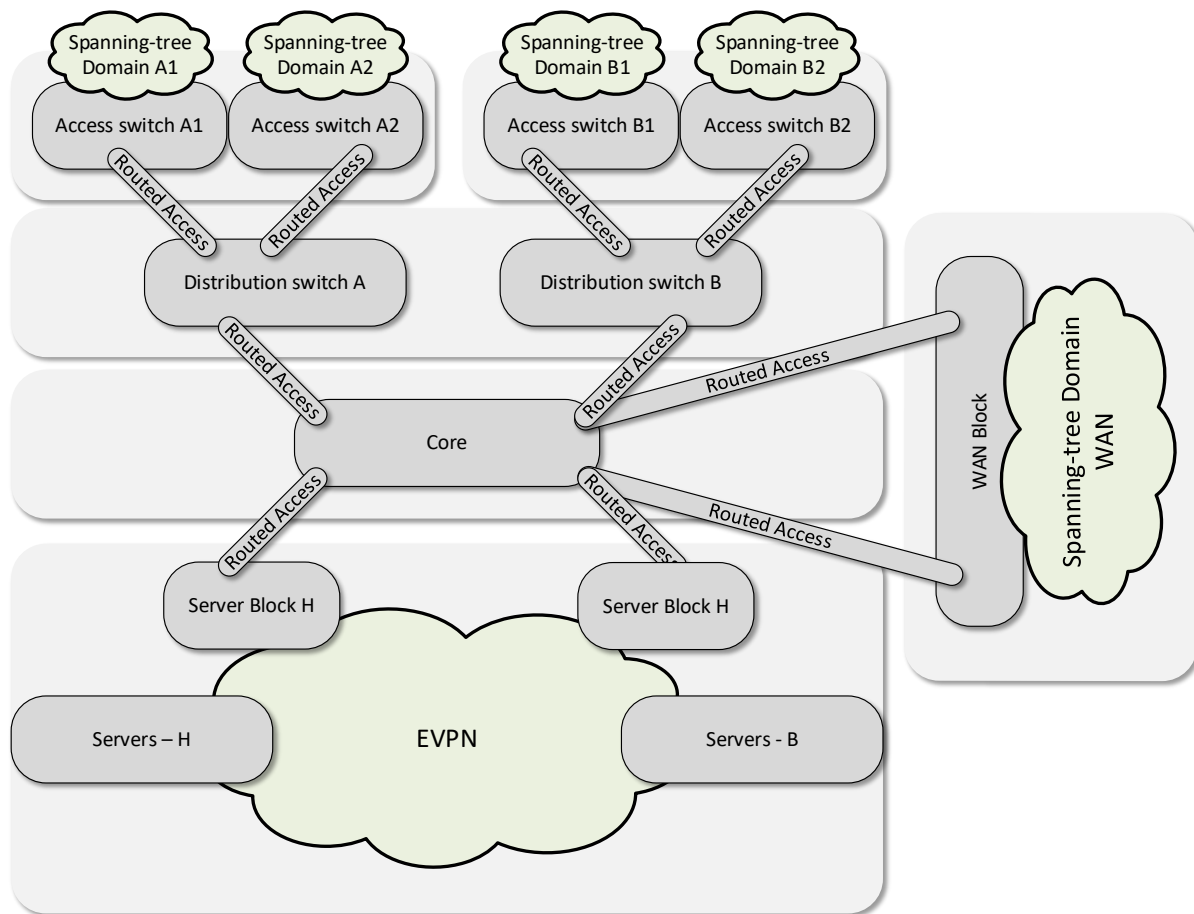 Spanning-tree
Domain A1
Spanning-tree
Domain A2
Spanning-tree
Domain B1
Spanning-tree
Domain B2
Access switch A1
Access switch A2
Access switch B1
Access switch B2
Routed Access
Routed Access
Routed Access
Routed Access
Distribution switch A
Distribution switch B
Routed Access
Routed Access
Routed Access
Core
WAN Block
Spanning-tree Domain
WAN
Routed Access
Routed Access
Routed Access
Server Block H
Server Block H
Servers – H
EVPN
Servers - B